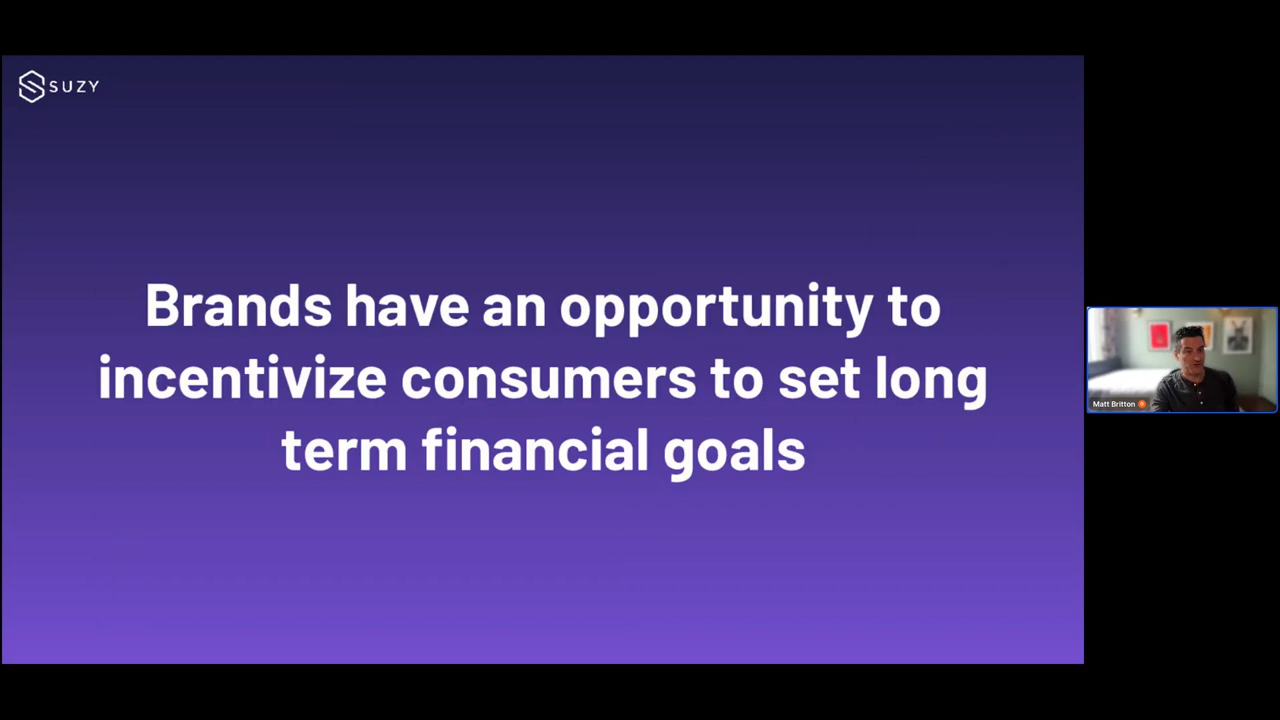 SUZY
Brands have an opportunity to
incentivize consumers to set long
term financial goals
Matt Britton